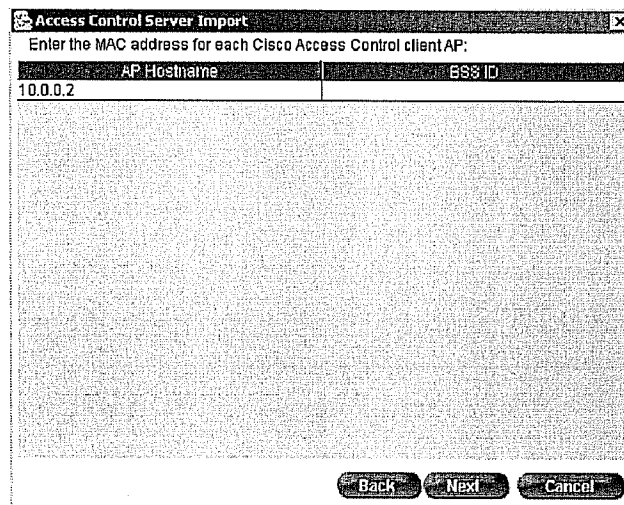 Access Control Server Import
Enter the MAC address for each Cisco Access Control client AP:
AP Hostname BSS ID
10.0.0.2
Back Next Cancel